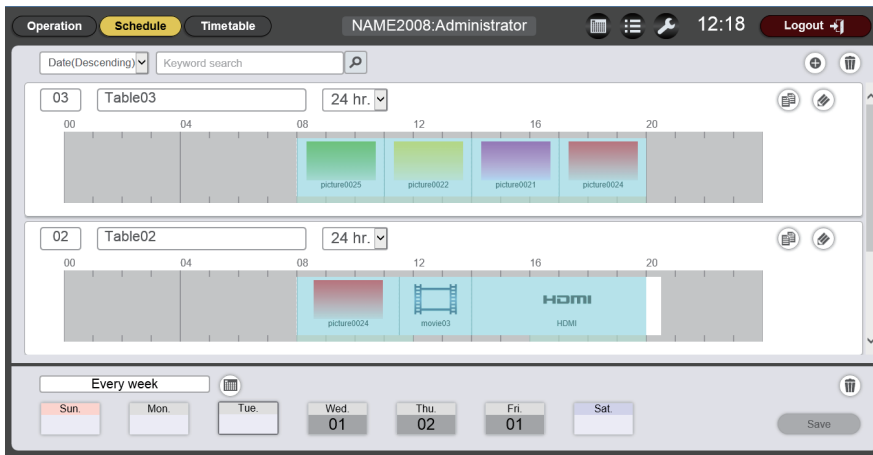 Operation Schedule Timetable NAME2008:Administrator 12:18 Logout
Date(Descending) Keyword search
03 Table03 24 hr.
00 04 08 12 16 20
picture0025 picture0022 picture0021 picture0024
02 Table02 24 hr.
00 04 08 12 16 20
HDMI
picture0024 movie03 HDMI
Every week
Sun. Mon. Tue. Wed. Thu. Fri. Sat.
01 02 01
Save